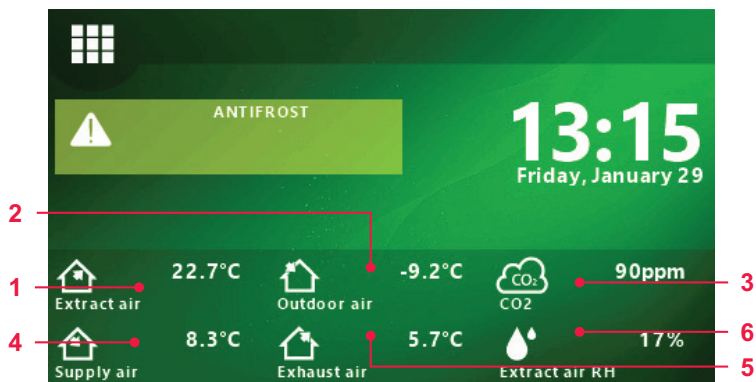 ANTIFROST
13:15
Friday, January 29
2
22.7°C
-9.2°C
CO₂
90ppm
3
1
Extract air
Outdoor air
CO2
4
8.3°C
5.7°C
17%
6
Supply air
Exhaust air
Extract air RH
5